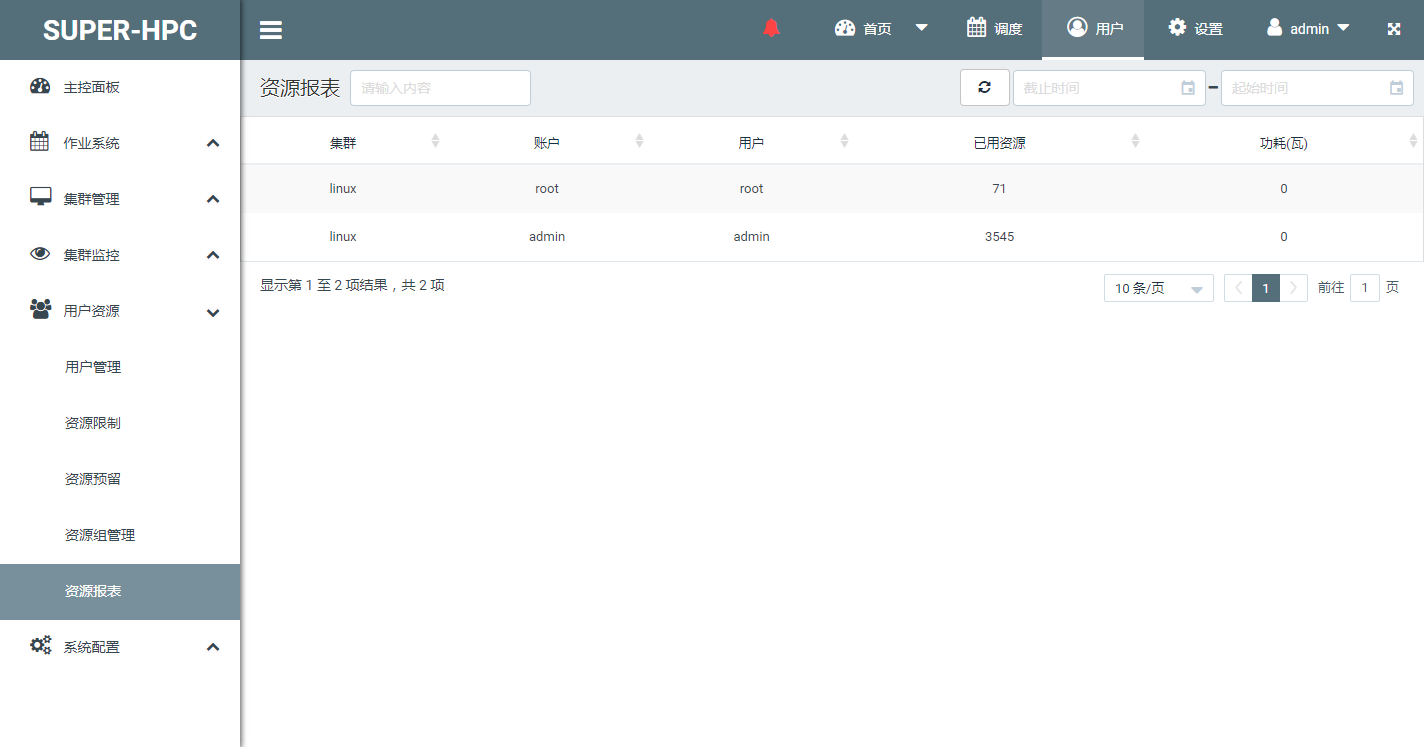 SUPER-HPC
首页
调度
用户
设置
admin
主控面板
作业系统
集群管理
集群监控
用户资源
用户管理
资源限制
资源预留
资源组管理
资源报表
系统配置
资源报表 请输入内容 截止时间 - 起始时间
集群 账户 用户 已用资源 功耗(瓦)
linux root root 71 0
linux admin admin 3545 0
显示第 1 至 2 项结果，共 2 项
10 条/页 1 前往 1 页